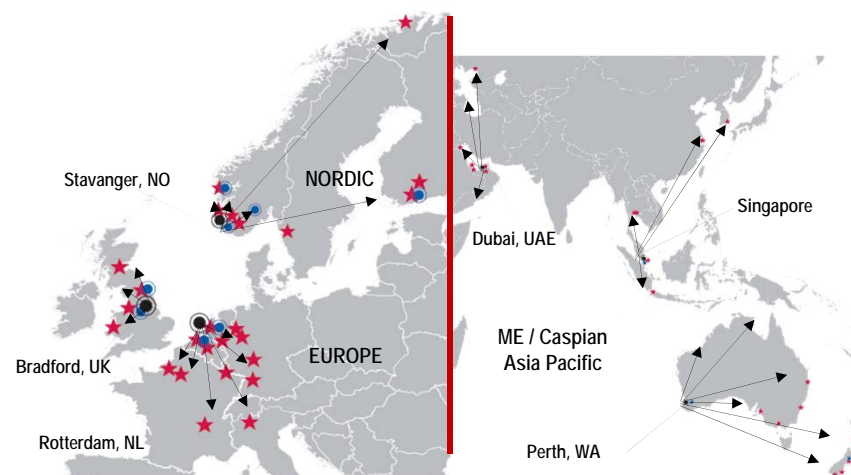 Stavanger, NO
NORDIC
Bradford, UK
EUROPE
Rotterdam, NL
Dubai, UAE
Singapore
ME / Caspian
Asia Pacific
Perth, WA